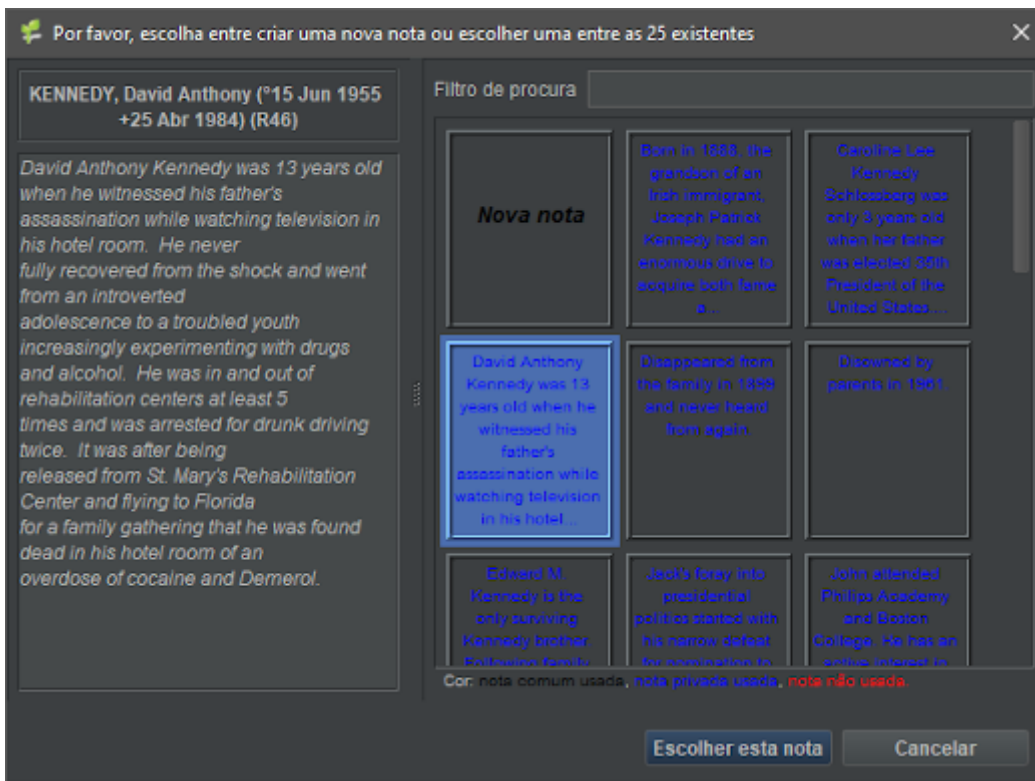 Por favor, escolha entre criar uma nova nota ou escolher uma entre as 25 existentes
KENNEDY, David Anthony (°15 Jun 1955
+25 Abr 1984) (R46)
David Anthony Kennedy was 13 years old
when he witnessed his father's
assassination while watching television in
his hotel room. He never
fully recovered from the shock and went
from an introverted
adolescence to a troubled youth
increasingly experimenting with drugs
and alcohol. He was in and out of
rehabilitation centers at least 5
times and was arrested for drunk driving
twice. It was after being
released from St. Mary's Rehabilitation
Center and flying to Florida
for a family gathering that he was found
dead in his hotel room of an
overdose of cocaine and Demerol.
Filtro de procura
Nova nota
Born in 1888, the
grandson of an
Irish immigrant,
Joseph Patrick
Kennedy had an
enormous drive to
acquire both fame
a...
Caroline Lee
Kennedy
Schlossberg was
only 3 years old
when her father
was elected 35th
President of the
United States ...
David Anthony
Kennedy was 13
years old when he
witnessed his
father's
assassination while
watching television
in his hotel...
Disappeared from
the family in 1899
and never heard
from again.
Disowned by
parents in 1961
Edward M.
Kennedy is the
only surviving
Kennedy brother.
Following family
Jack's foray into
presidential
politics started with
his narrow defeat
for nomination to
John attended
Philips Academy
and Boston
College. He has an
active interest in
Cor: nota comum usada, nota privada usada, nota não usada.
Escolher esta nota
Cancelar